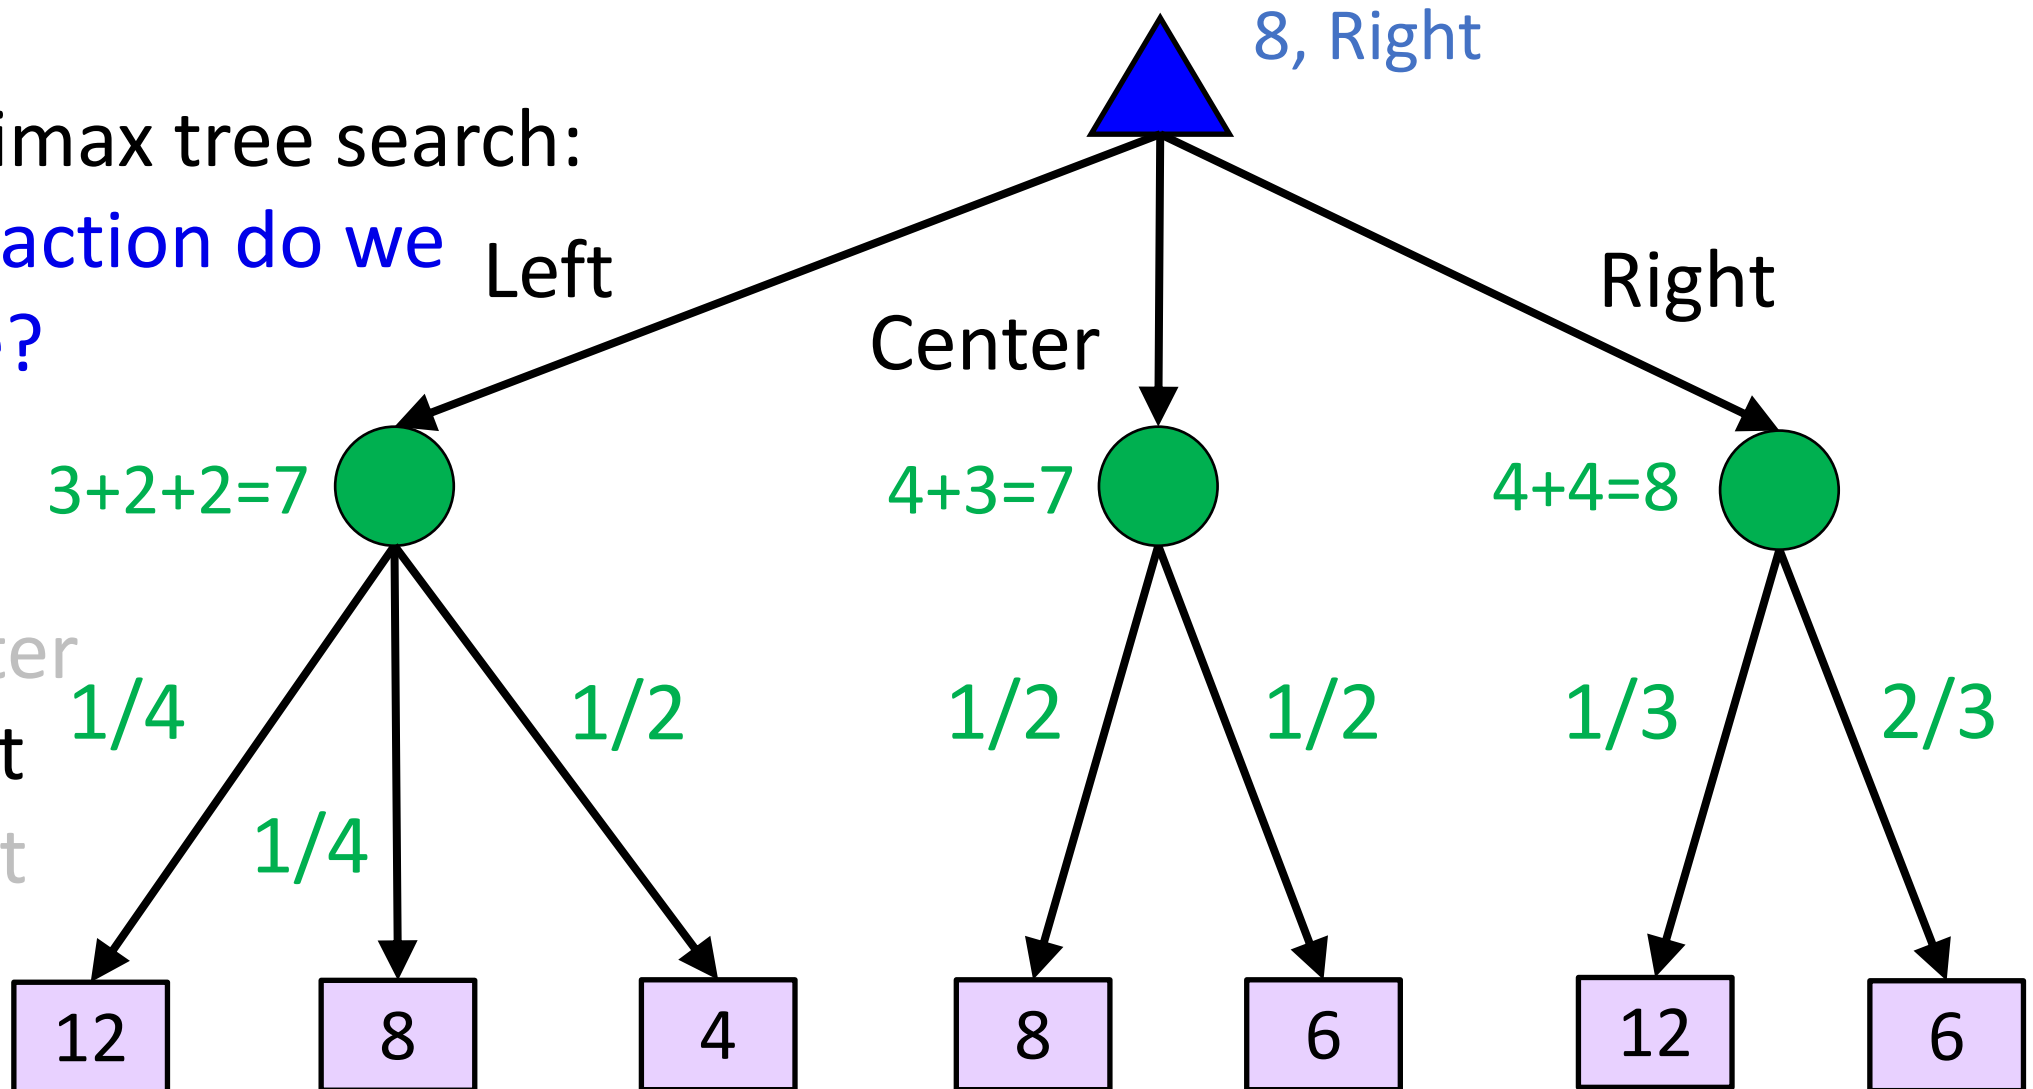 8, Right
imax tree search:
action do we
Left
Right
?
Center
3+2+2=7
4+3=7
4+4=8
ter
1/4
1/2
1/2
1/2
1/3
2/3
t
1/4
t
12
8
4
8
6
12
6